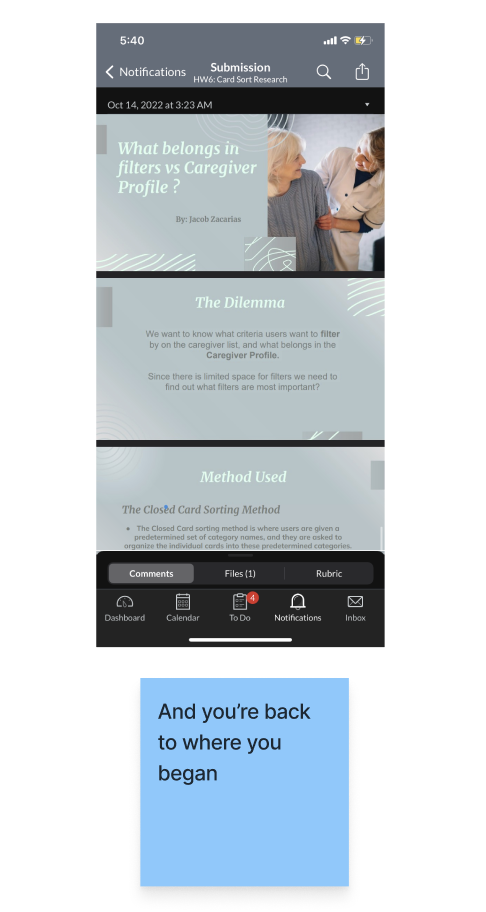 5:40
Notifications
Submission
HW6: Card Sort Research
Oct 14, 2022 at 3:23 AM
What belongs in
filters vs Caregiver
Profile ?
By: Jacob Zacarias
The Dilemma
We want to know what criteria users want to filter
by on the caregiver list, and what belongs in the
Caregiver Profile.
Since there is limited space for filters we need to
find out what filters are most important?
Method Used
The Closed Card Sorting Method
• The Closed Card sorting method is where users are given a
predetermined set of category names, and they are asked to
organize the individual cards into these predetermined categories.
Comments
Files (1)
Rubric
4
Dashboard
Calendar
To Do
Notifications
Inbox
And you're back
to where you
began